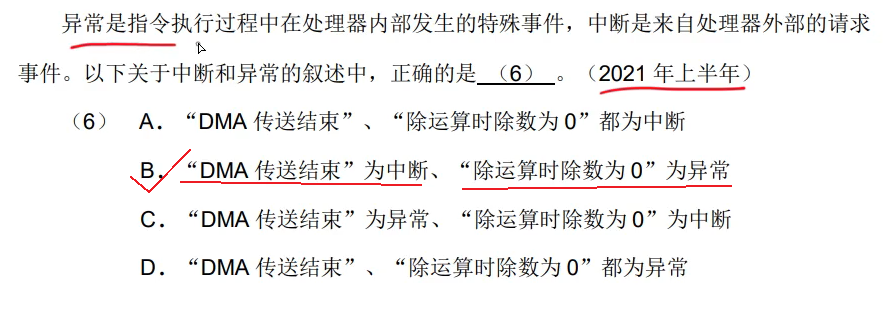 异常是指令执行过程中在处理器内部发生的特殊事件，中断是来自处理器外部的请求
事件。以下关于中断和异常的叙述中，正确的是 （6） 。（2021 年上半年）
（6） A．“DMA 传送结束”、“除运算时除数为 0”都为中断
B．“DMA 传送结束”为中断、“除运算时除数为 0”为异常
C．“DMA 传送结束”为异常、“除运算时除数为 0”为中断
D．“DMA 传送结束”、“除运算时除数为 0”都为异常